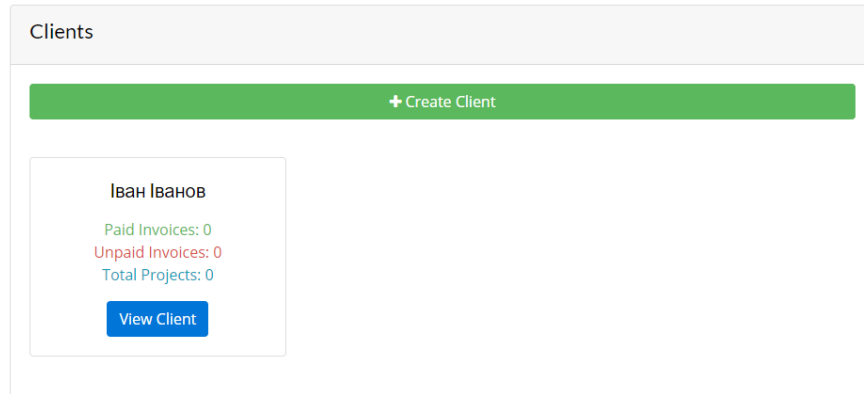 Clients
Create Client
Іван Іванов
Paid Invoices: 0
Unpaid Invoices: 0
Total Projects: 0
View Client